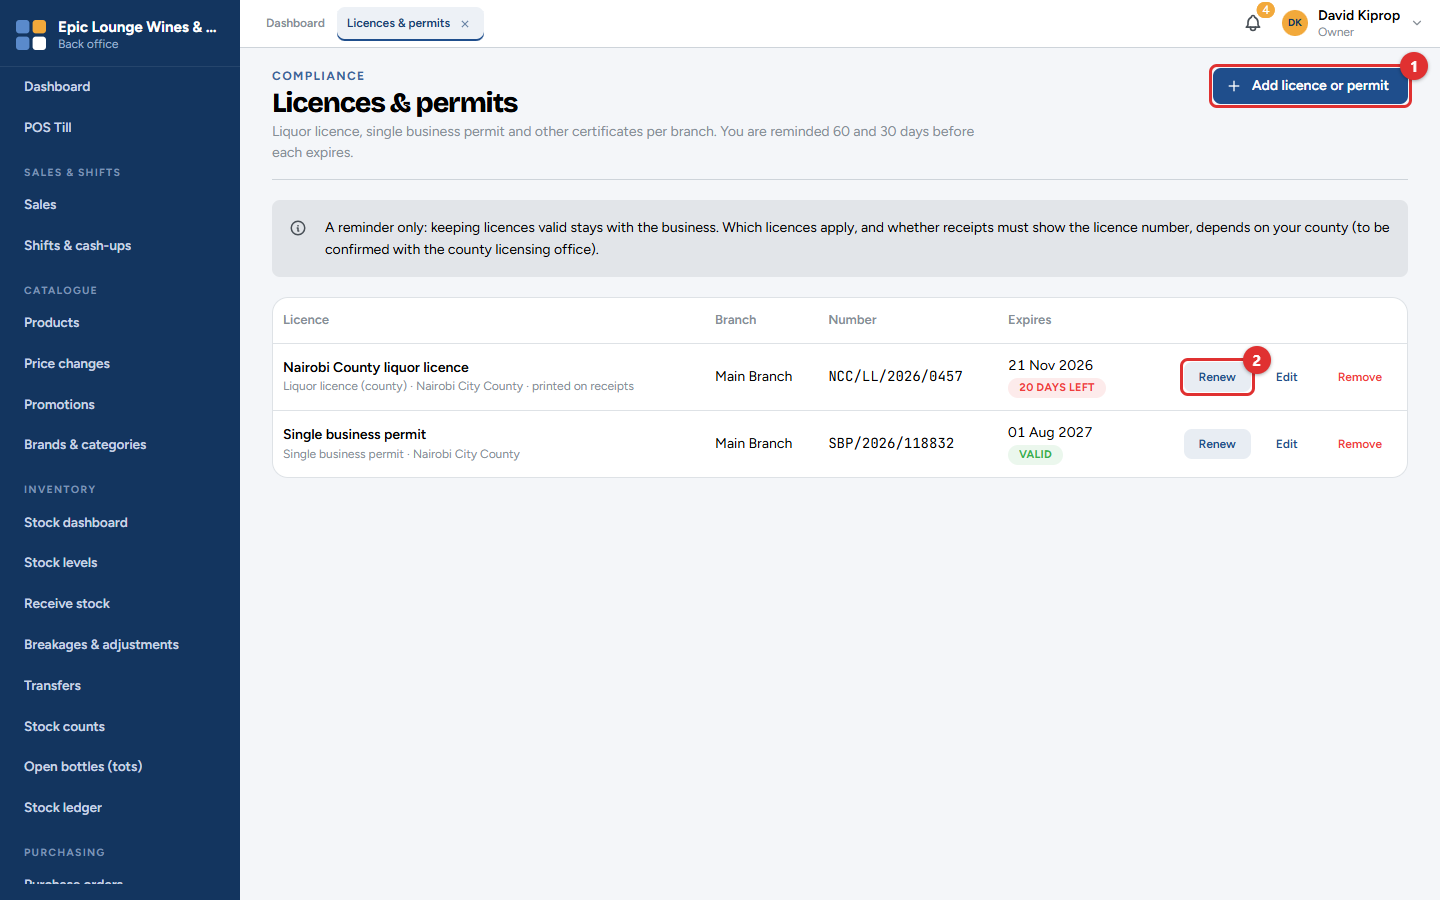 Epic Lounge Wines & ...
Back office
Dashboard
POS Till
SALES & SHIFTS
Sales
Shifts & cash-ups
CATALOGUE
Products
Price changes
Promotions
Brands & categories
INVENTORY
Stock dashboard
Stock levels
Receive stock
Breakages & adjustments
Transfers
Stock counts
Open bottles (tots)
Stock ledger
PURCHASING
Purchase orders
Dashboard
Licences & permits
4
DK
David Kiprop
Owner
COMPLIANCE
Licences & permits
Liquor licence, single business permit and other certificates per branch. You are reminded 60 and 30 days before
each expires.
+ Add licence or permit
1
A reminder only: keeping licences valid stays with the business. Which licences apply, and whether receipts must show the licence number, depends on your county (to be
confirmed with the county licensing office).
Licence Branch Number Expires
Nairobi County liquor licence
Liquor licence (county) · Nairobi City County · printed on receipts
Main Branch
NCC/LL/2026/0457
21 Nov 2026
20 DAYS LEFT
Renew
2
Edit
Remove
Single business permit
Single business permit · Nairobi City County
Main Branch
SBP/2026/118832
01 Aug 2027
VALID
Renew
Edit
Remove